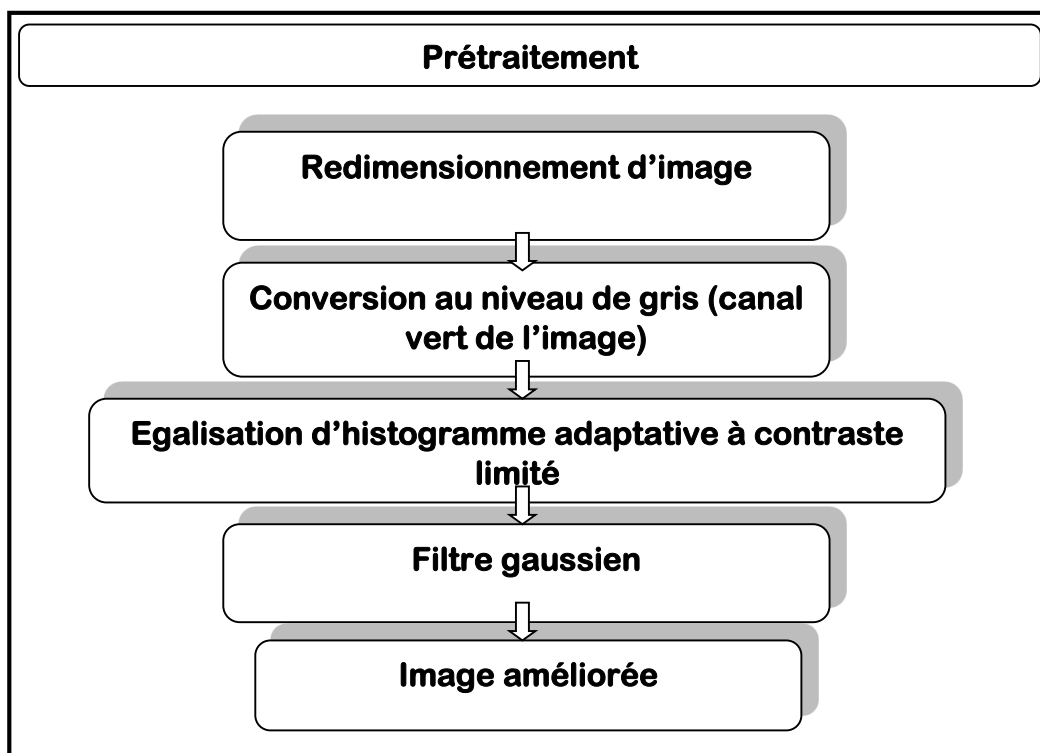 Prétraitement
Redimensionnement d’image
Conversion au niveau de gris (canal
vert de l’image)
Egalisation d’histogramme adaptative à contraste
limité
Filtre gaussien
Image améliorée